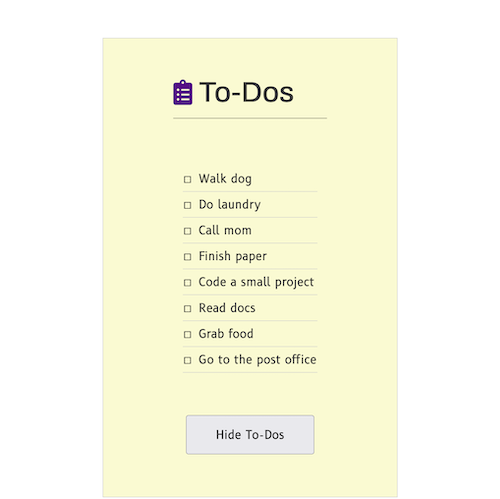 To-Dos
Walk dog
Do laundry
Call mom
Finish paper
Code a small project
Read docs
Grab food
Go to the post office
Hide To-Dos